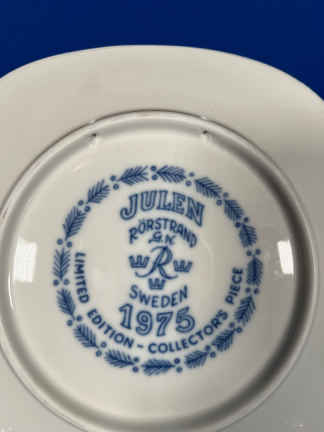 JULEN
RÖRSTRAND
G.N.
R
SWEDEN
1975
LIMITED EDITION - COLLECTOR'S PIECE